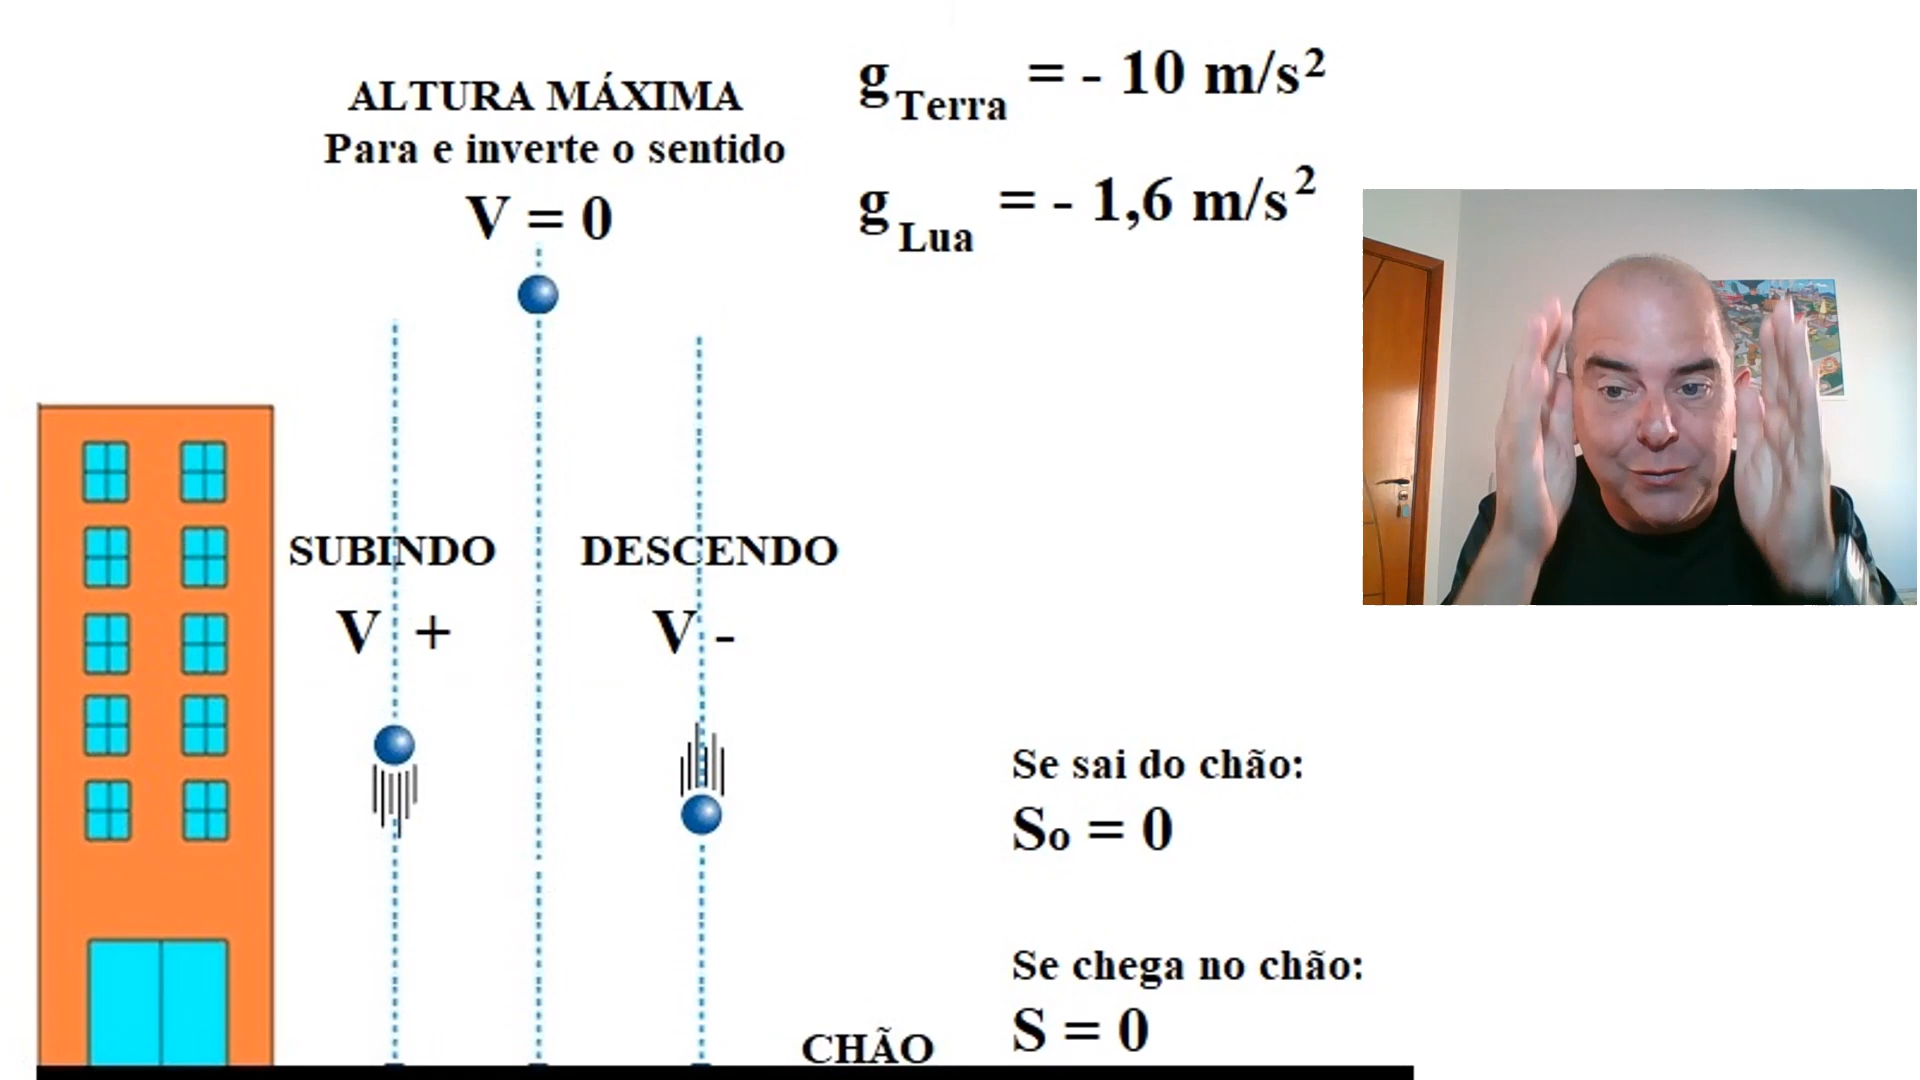 ALTURA MÁXIMA
Para e inverte o sentido
V = 0
g Terra = - 10 m/s²
g Lua = - 1,6 m/s²
SUBINDO
V +
DESCENDO
V -
Se sai do chão:
So = 0
Se chega no chão:
S = 0
CHÃO